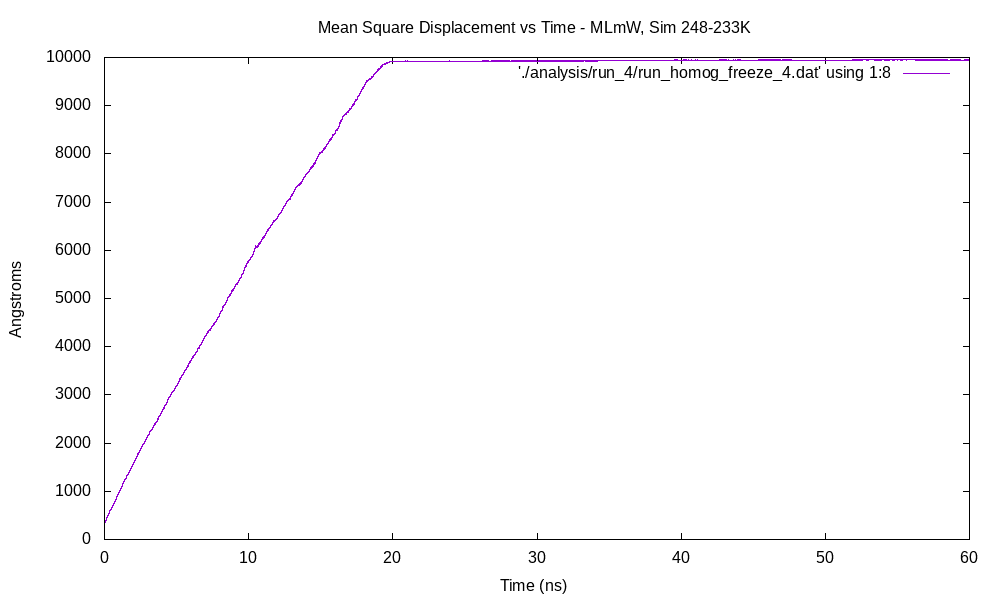 Mean Square Displacement vs Time - MLmW, Sim 248-233K
10000
'./analysis/run_4/run_homog_freeze_4.dat' using 1:8
9000
8000
7000
6000
5000
4000
3000
2000
1000
0
Angstroms
0 10 20 30 40 50 60
Time (ns)